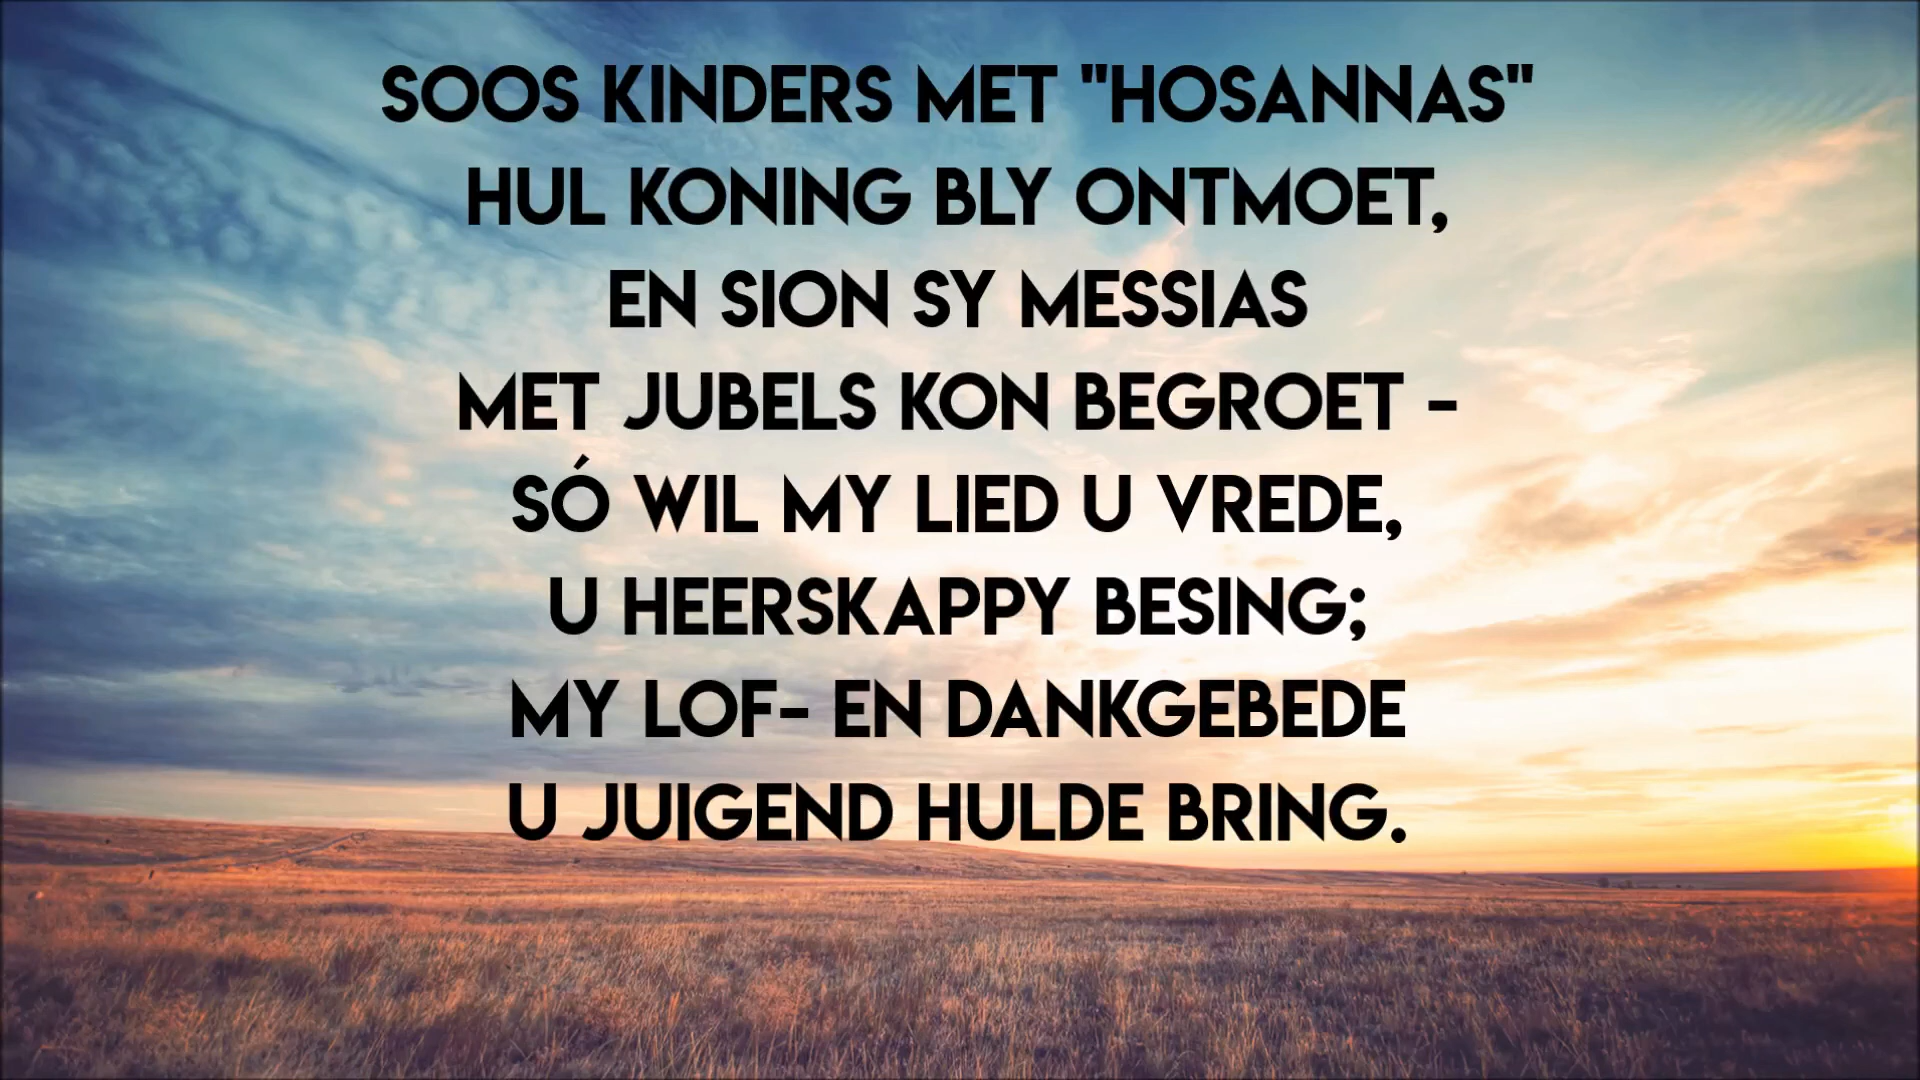 SOOS KINDERS MET "HOSANNAS"
HUL KONING BLY ONTMOET,
EN SION SY MESSIAS
MET JUBELS KON BEGROET -
SÓ WIL MY LIED U VREDE,
U HEERSKAPPY BESING;
MY LOF- EN DANKGEBEDE
U JUIGEND HULDE BRING.